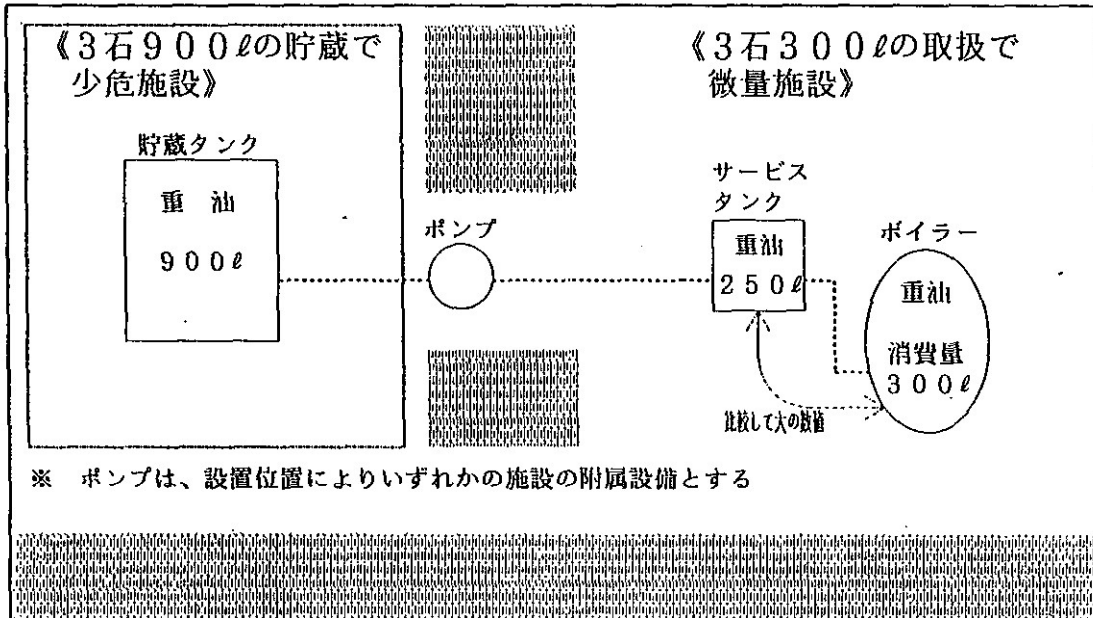 《3石900ℓの貯蔵で
少危施設》
貯蔵タンク
重 油
900ℓ
ポンプ
《3石300ℓの取扱で
微量施設》
サービス
タンク
重油
250ℓ
ボイラー
重油
消費量
300ℓ
比較して大の数値
※ ポンプは、設置位置によりいずれかの施設の附属設備とする